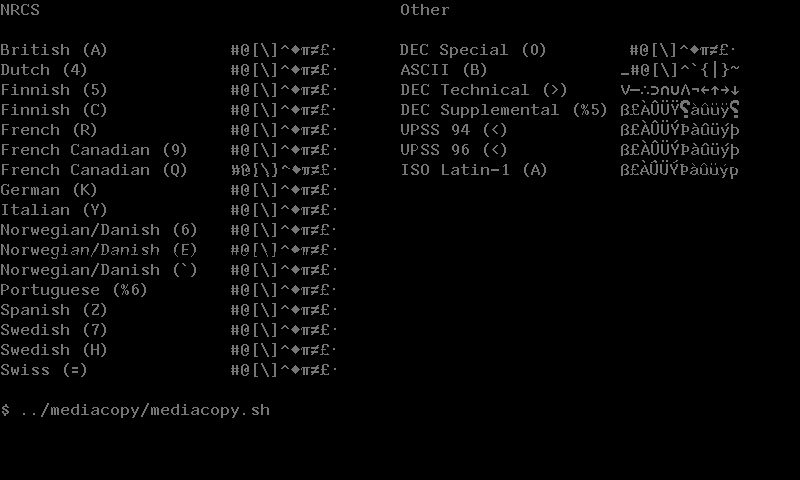 NRCS Other
British (A) #@[\]^◆π≠£· DEC Special (0) #@[\]^◆π≠£·
Dutch (4) #@[\]^◆π≠£· ASCII (B) _#@[\]^`{|}~
Finnish (5) #@[\]^◆π≠£· DEC Technical (>) √─∴⊃∩∪∧¬←↑→↓
Finnish (C) #@[\]^◆π≠£· DEC Supplemental (%5) ß£ÀÛÜŸ⸮àûüÿ⸮
French (R) #@[\]^◆π≠£· UPSS 94 (<) ß£ÀÛÜÝÞàûüýþ
French Canadian (9) #@[\]^◆π≠£· UPSS 96 (<) ß£ÀÛÜÝÞàûüýþ
French Canadian (Q) #@[\]^◆π≠£· ISO Latin-1 (A) ß£ÀÛÜÝÞàûüýþ
German (K) #@[\]^◆π≠£·
Italian (Y) #@[\]^◆π≠£·
Norwegian/Danish (6) #@[\]^◆π≠£·
Norwegian/Danish (E) #@[\]^◆π≠£·
Norwegian/Danish (`) #@[\]^◆π≠£·
Portuguese (%6) #@[\]^◆π≠£·
Spanish (Z) #@[\]^◆π≠£·
Swedish (7) #@[\]^◆π≠£·
Swedish (H) #@[\]^◆π≠£·
Swiss (=) #@[\]^◆π≠£·
$ ../mediacopy/mediacopy.sh